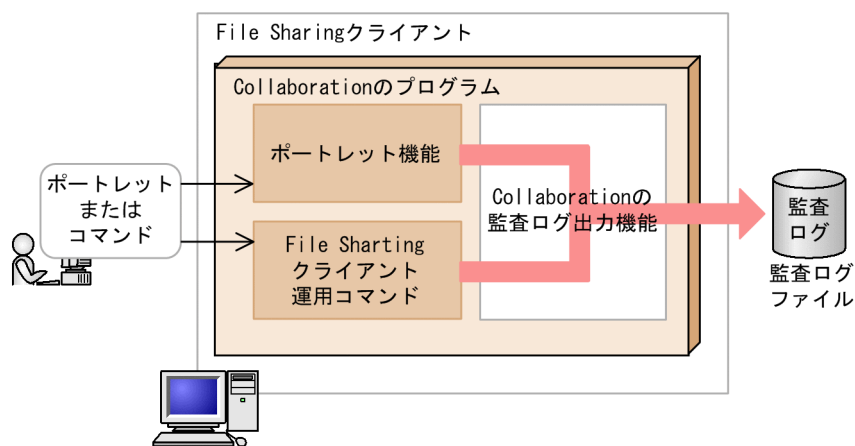 File Sharingクライアント
Collaborationのプログラム
ポートレット機能
ポートレット
または
コマンド
Collaborationの
監査ログ出力機能
File Sharting
クライアント
運用コマンド
監査
ログ
監査ログ
ファイル